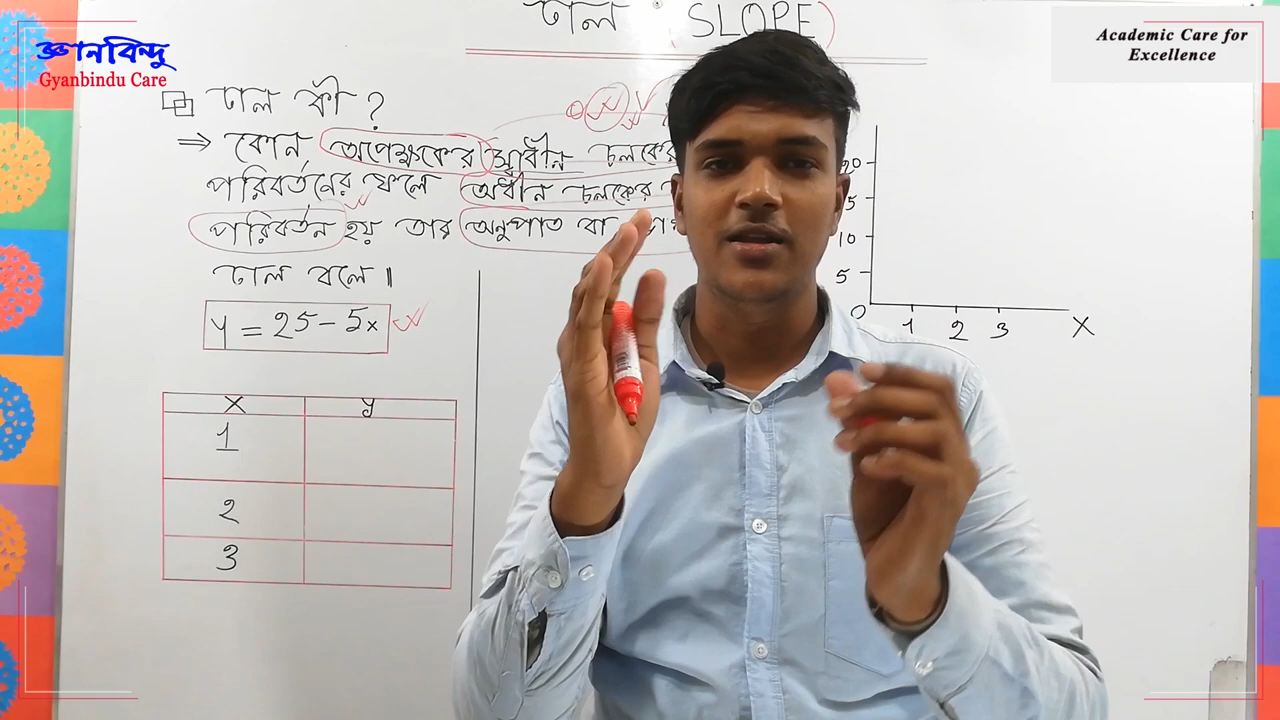 জ্ঞানবিন্দু
Gyanbindu Care
Academic Care for
Excellence
ঢাল (SLOPE)
ঢাল কী ?
⇒ কোন অপেক্ষকের স্বাধীন চলকের
পরিবর্তনের ফলে অধীন চলকের
পরিবর্তন হয় তার অনুপাত বা
ঢাল বলে।
y = 25 - 5x
x y
1
2
3
20
5
10
5
0 1 2 3 X